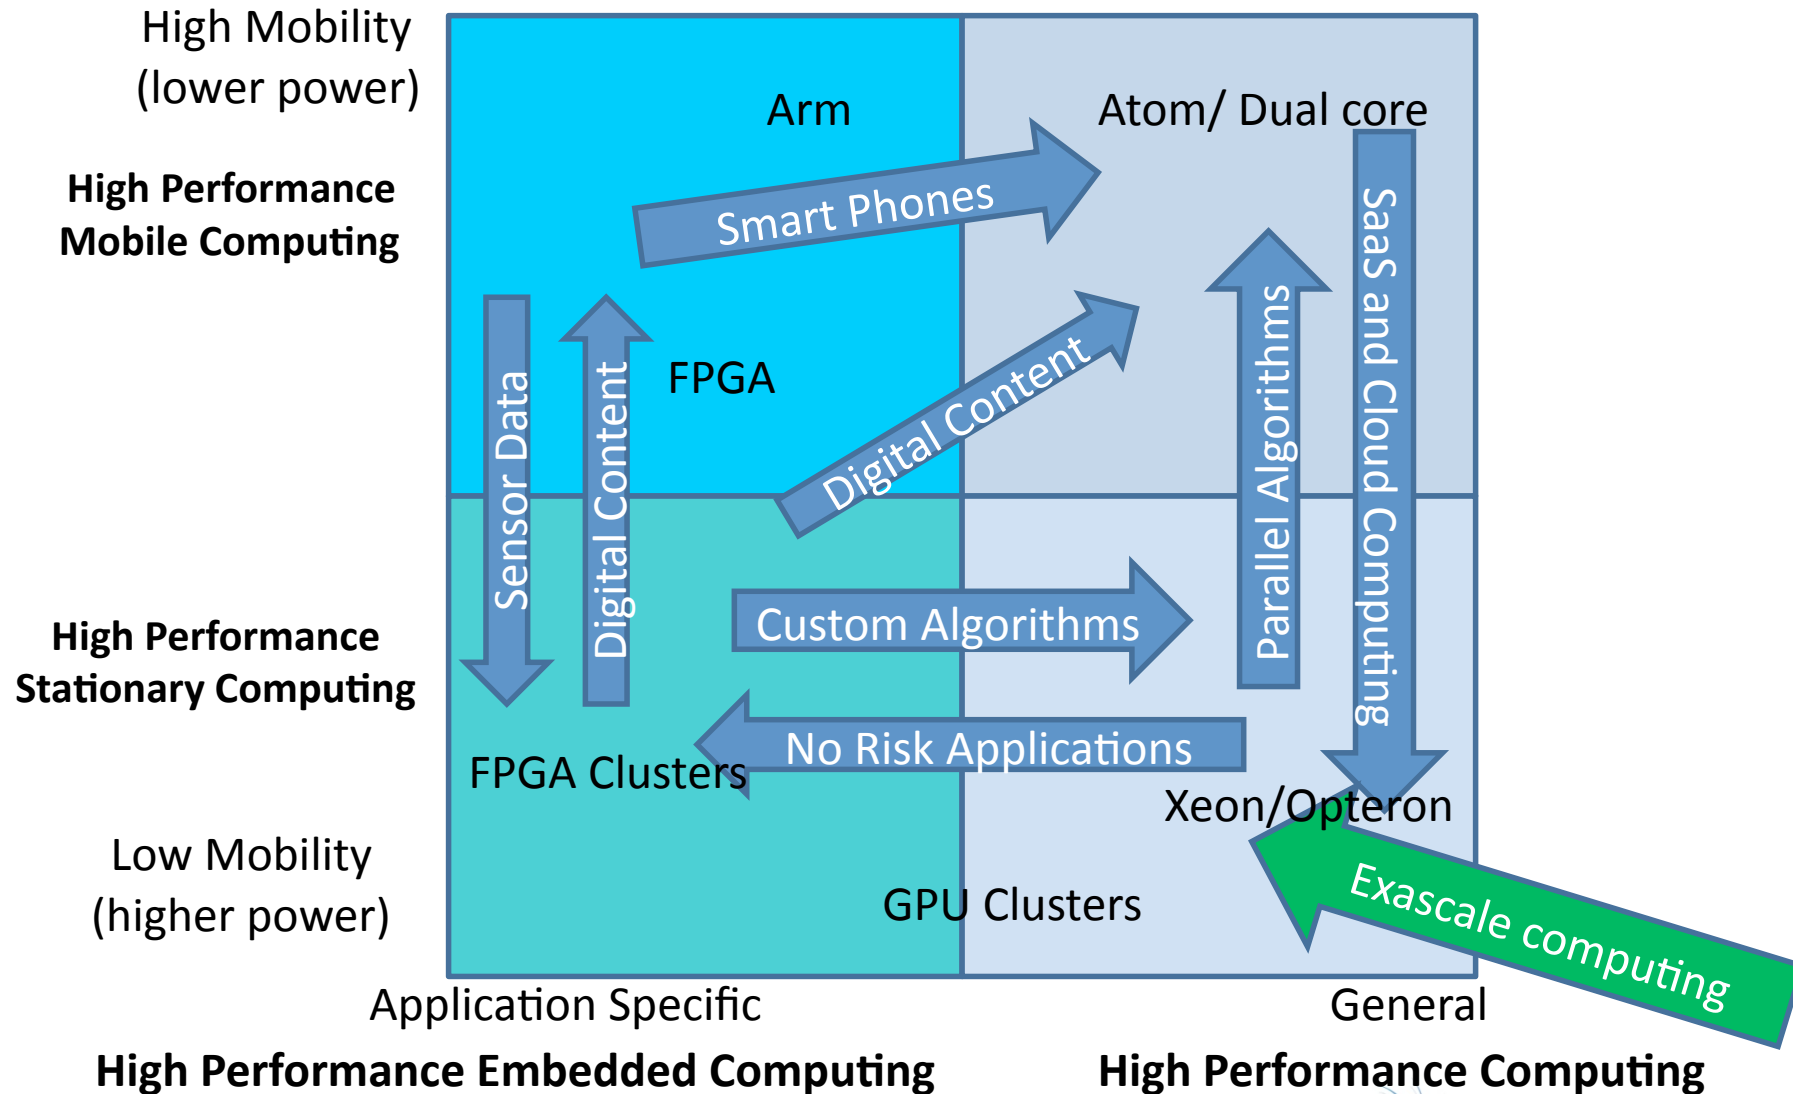 High Mobility
(lower power)
Arm
Atom/ Dual core
High Performance
Mobile Computing
Smart Phones
SaaS and Cloud Computing
Parallel Algorithms
FPGA
Digital Content
Sensor Data
Digital Content
Custom Algorithms
High Performance
Stationary Computing
No Risk Applications
FPGA Clusters
Xeon/Opteron
Low Mobility
(higher power)
GPU Clusters
Exascale computing
Application Specific
General
High Performance Embedded Computing
High Performance Computing